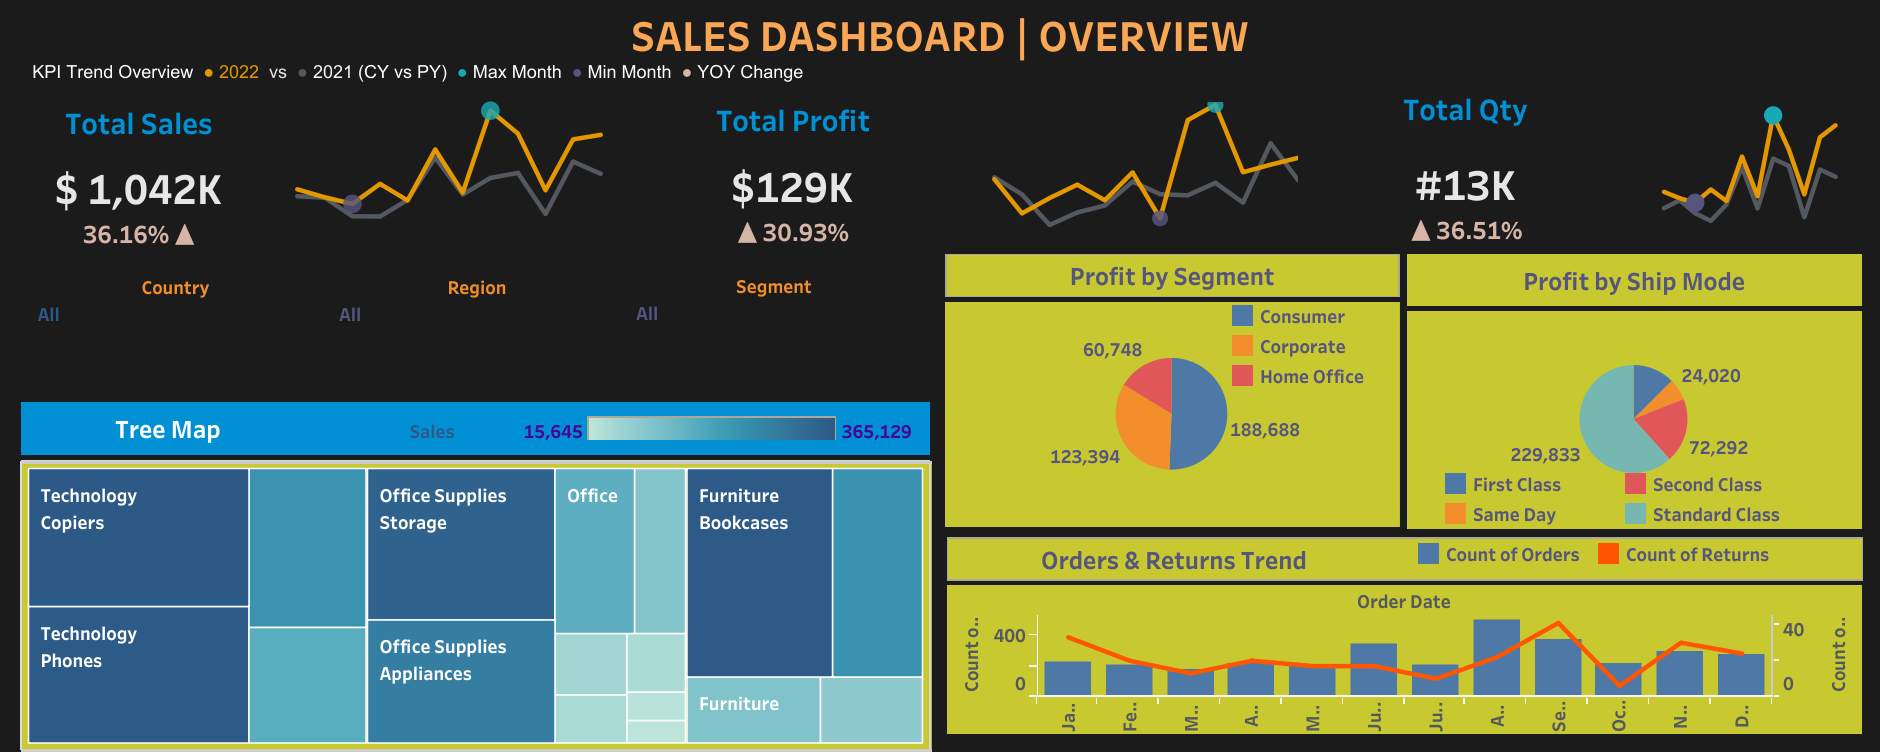 SALES DASHBOARD | OVERVIEW
KPI Trend Overview ● 2022 vs ● 2021 (CY vs PY) ● Max Month ● Min Month ● YOY Change
Total Sales
$ 1,042K
36.16% ▲
Total Profit
$129K
▲ 30.93%
Total Qty
#13K
▲ 36.51%
Country
All
Region
All
Segment
All
Tree Map
Sales
15,645
365,129
Technology
Copiers
Technology
Phones
Office Supplies
Storage
Office Supplies
Appliances
Office
Furniture
Bookcases
Furniture
Profit by Segment
Consumer
Corporate
Home Office
60,748
188,688
123,394
Profit by Ship Mode
24,020
72,292
229,833
First Class
Second Class
Same Day
Standard Class
Orders & Returns Trend
Count of Orders
Count of Returns
Order Date
Count o..
400
0
40
0
Count o..
Ja..
Fe..
M..
A..
M..
Ju..
Ju..
A..
Se..
Oc..
N..
D..